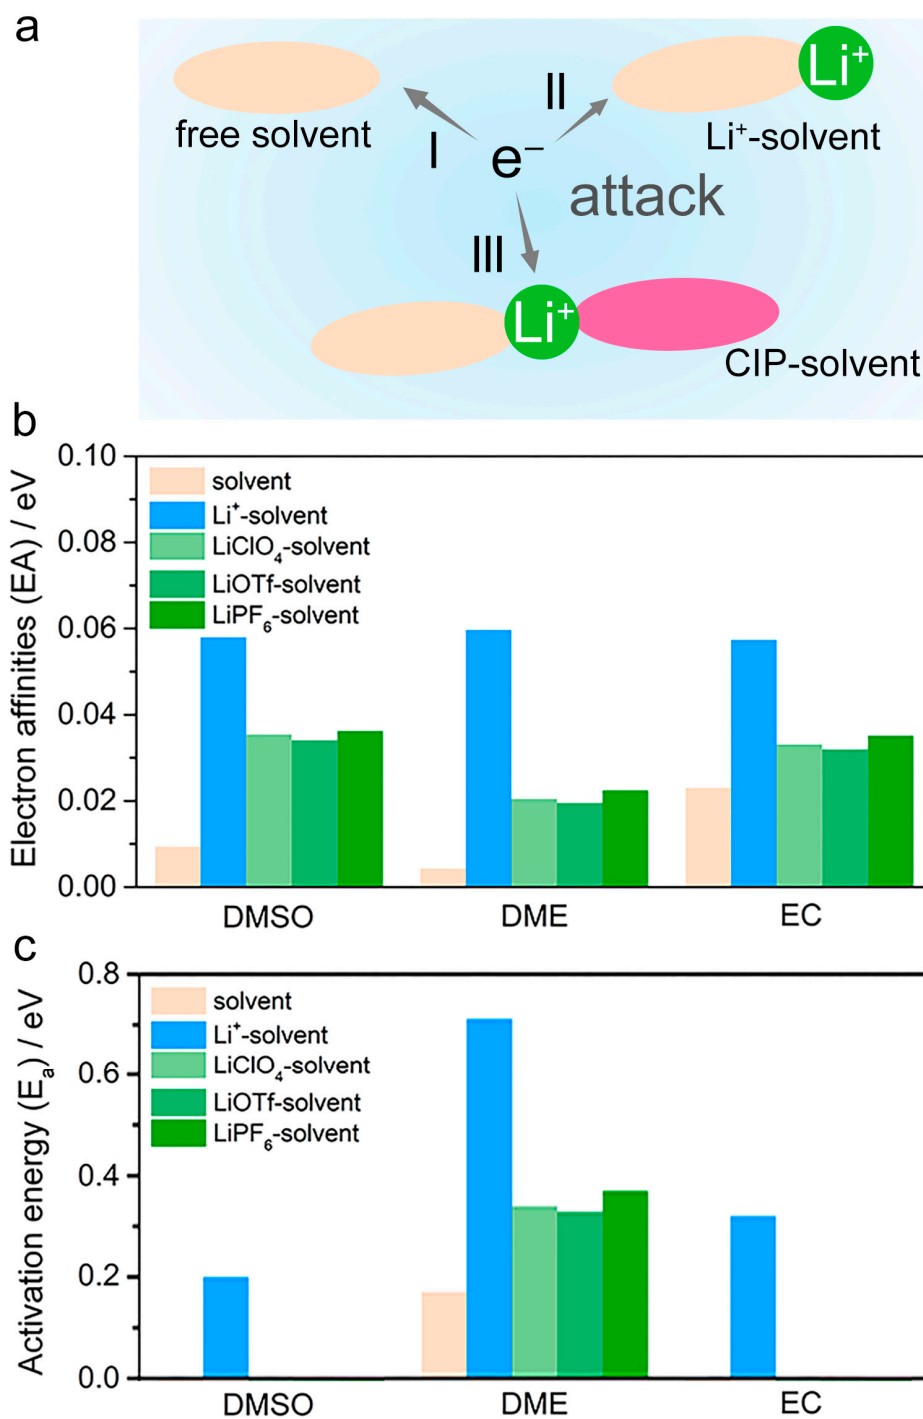 a
free solvent
I
II
e⁻
attack
Li⁺
Li⁺-solvent
III
Li⁺
CIP-solvent
b
Electron affinities (EA) / eV
0.10
0.08
0.06
0.04
0.02
0.00
solvent
Li⁺-solvent
LiClO₄-solvent
LiOTf-solvent
LiPF₆-solvent
DMSO
DME
EC
c
Activation energy (Eₐ) / eV
0.8
0.6
0.4
0.2
0.0
solvent
Li⁺-solvent
LiClO₄-solvent
LiOTf-solvent
LiPF₆-solvent
DMSO
DME
EC